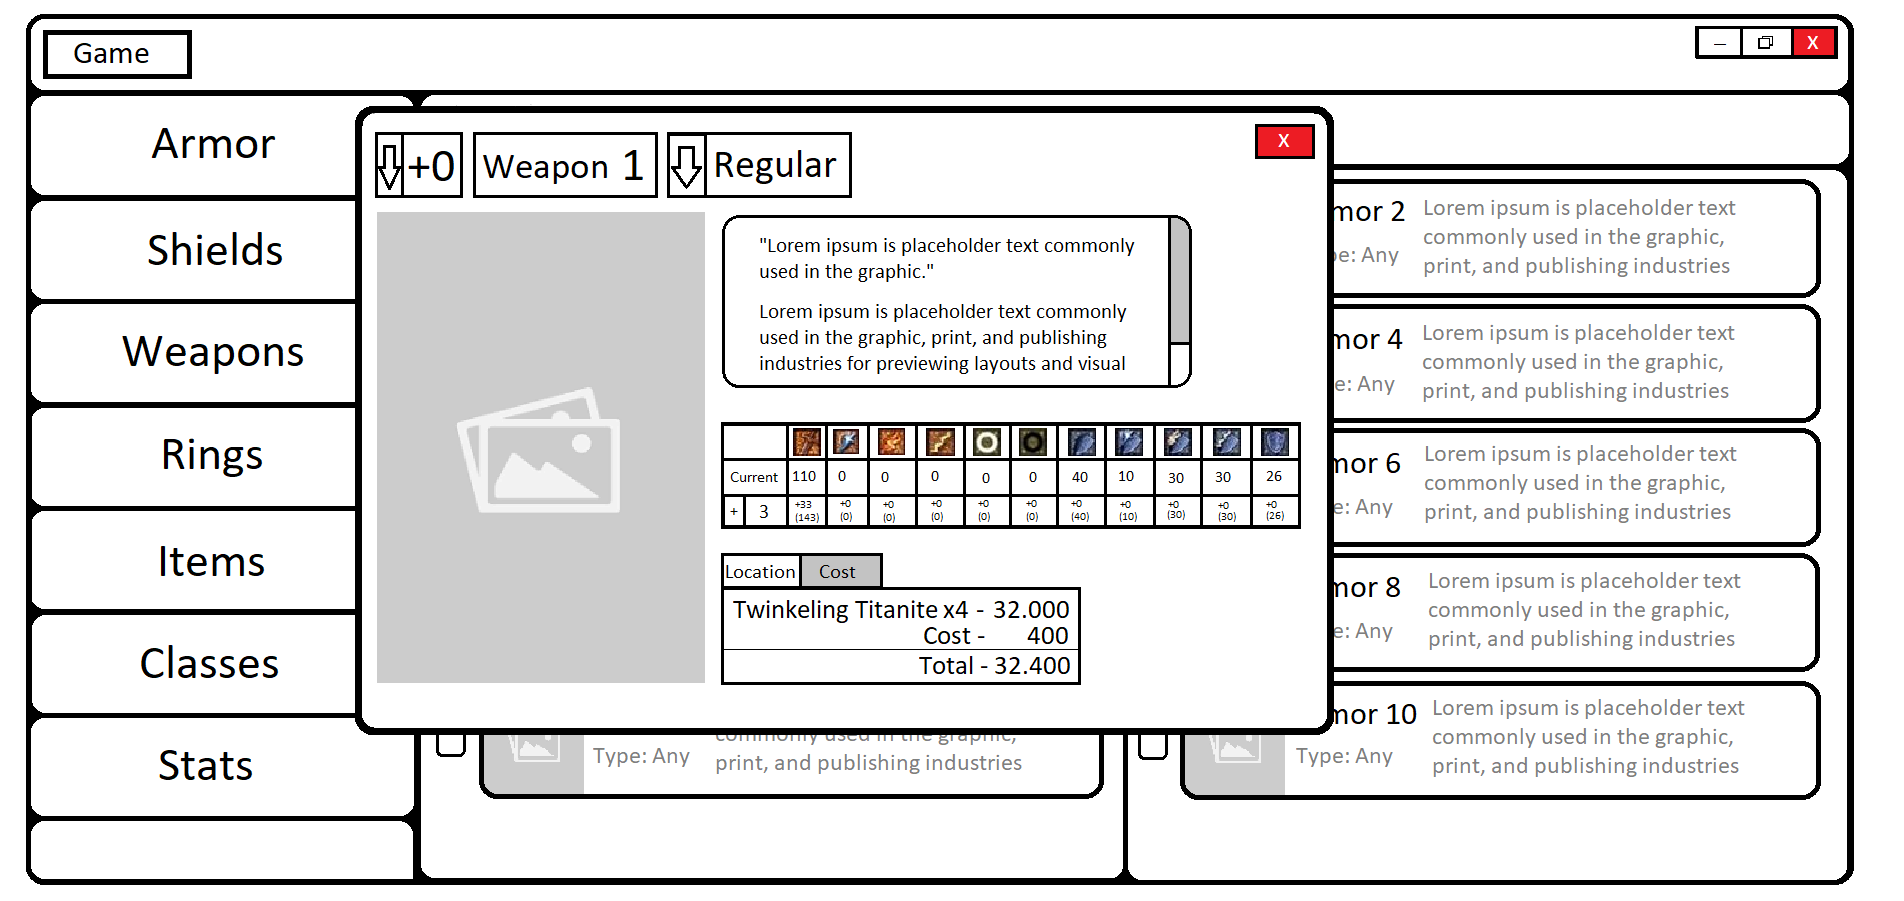 Game
X
Armor
Shields
Weapons
Rings
Items
Classes
Stats
+0
Weapon 1
Regular
X
"Lorem ipsum is placeholder text commonly
used in the graphic."
Lorem ipsum is placeholder text commonly
used in the graphic, print, and publishing
industries for previewing layouts and visual
Current 110 0 0 0 0 0 40 10 30 30 26
+ 3 +33 +0 +0 +0 +0 +0 +0 +0 +0 +0 +0
(143) (0) (0) (0) (0) (0) (40) (10) (30) (30) (26)
Location Cost
Twinkeling Titanite x4 - 32.000
Cost - 400
Total - 32.400
mor 2
e: Any
Lorem ipsum is placeholder text
commonly used in the graphic,
print, and publishing industries
mor 4
e: Any
Lorem ipsum is placeholder text
commonly used in the graphic,
print, and publishing industries
mor 6
e: Any
Lorem ipsum is placeholder text
commonly used in the graphic,
print, and publishing industries
mor 8
e: Any
Lorem ipsum is placeholder text
commonly used in the graphic,
print, and publishing industries
mor 10
Type: Any
Lorem ipsum is placeholder text
commonly used in the graphic,
print, and publishing industries
Type: Any
commonly used in the graphic,
print, and publishing industries